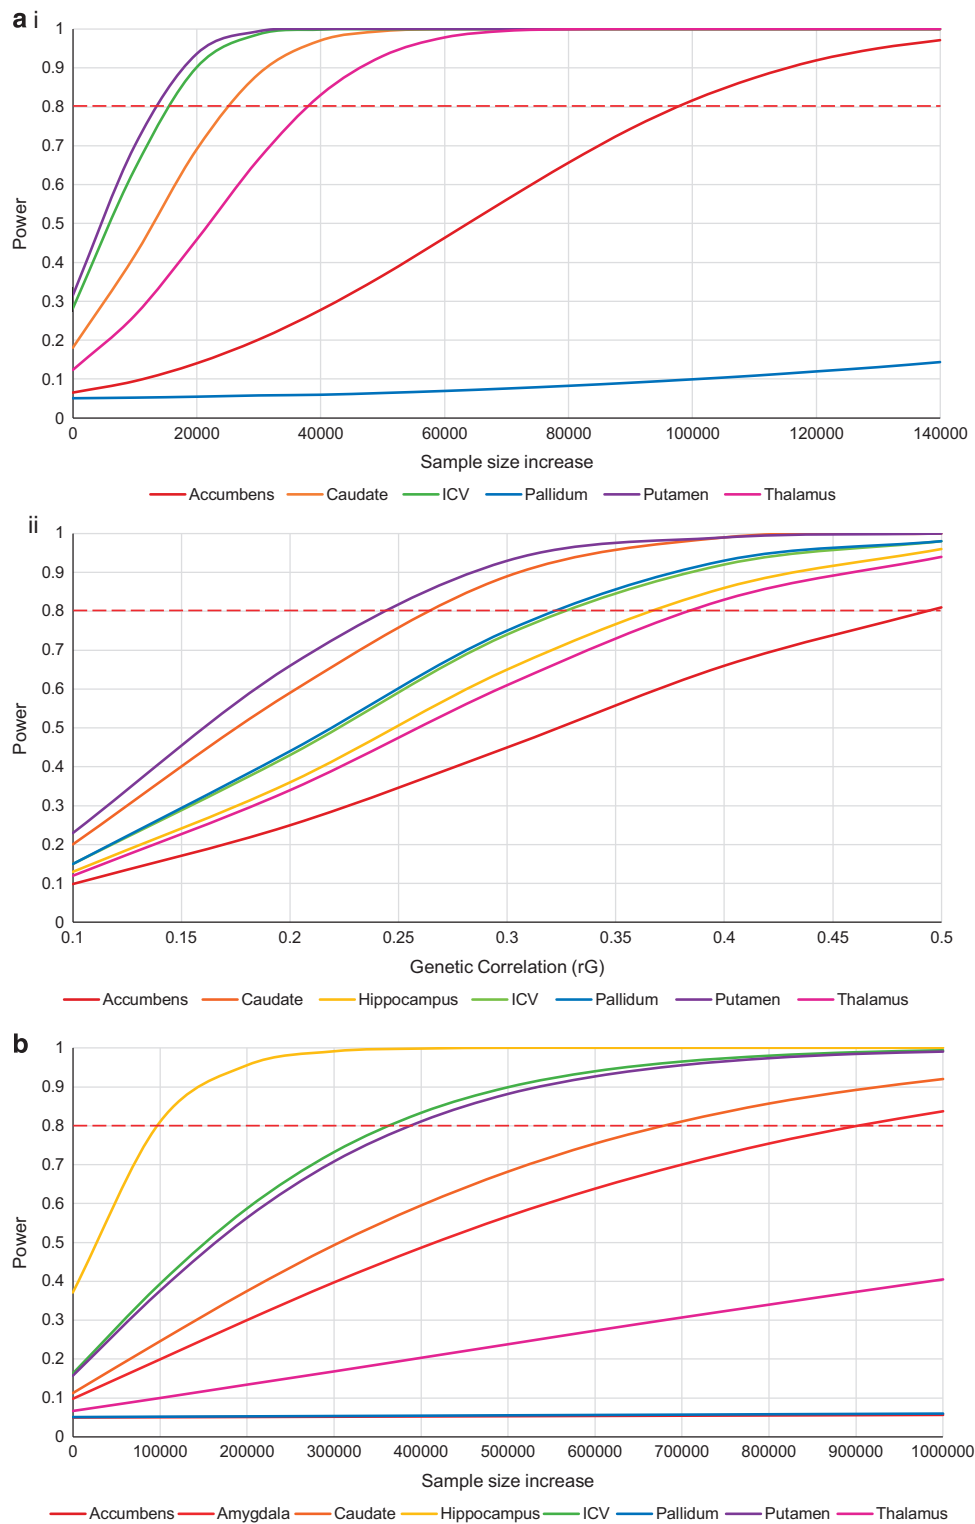 a i
1
0.9
0.8
0.7
0.6
0.5
0.4
0.3
0.2
0.1
0
Power
0 20000 40000 60000 80000 100000 120000 140000
Sample size increase
Accumbens Caudate ICV Pallidum Putamen Thalamus
ii
1
0.9
0.8
0.7
0.6
0.5
0.4
0.3
0.2
0.1
0
Power
0.1 0.15 0.2 0.25 0.3 0.35 0.4 0.45 0.5
Genetic Correlation (rG)
Accumbens Caudate Hippocampus ICV Pallidum Putamen Thalamus
b
1
0.9
0.8
0.7
0.6
0.5
0.4
0.3
0.2
0.1
0
Power
0 100000 200000 300000 400000 500000 600000 700000 800000 900000 1000000
Sample size increase
Accumbens Amygdala Caudate Hippocampus ICV Pallidum Putamen Thalamus